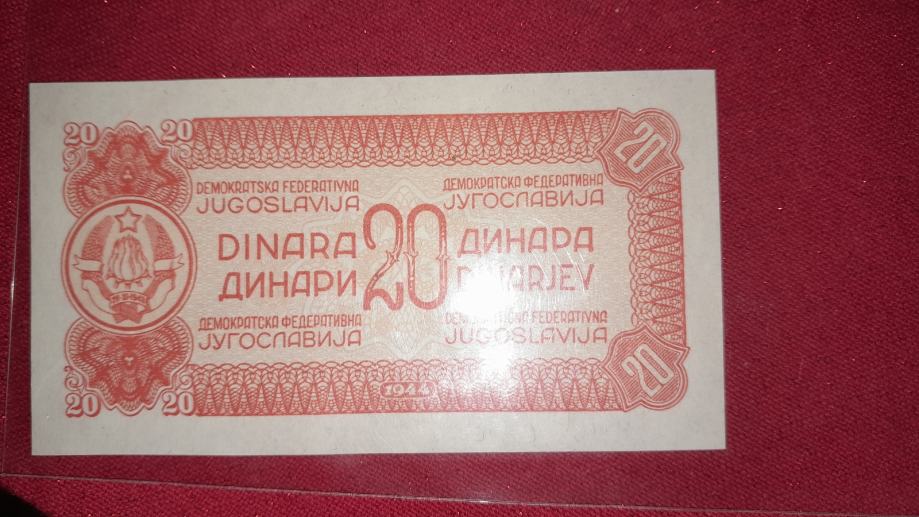 20 20 20
DEMOKRATSKA FEDERATIVNA
JUGOSLAVIJA
ДЕМОКРАТСКА ФЕДЕРАТИВНА
ЈУГОСЛАВИЈА
DINARA 20 ДИНАРА
ДИНАРИ DINARJEV
ДЕМОКРАТСКА ФЕДЕРАТИВНА
ЈУГОСЛАВИЈА
FEDERATIVNA
JUGOSLAVIJA
20 20 1944 20